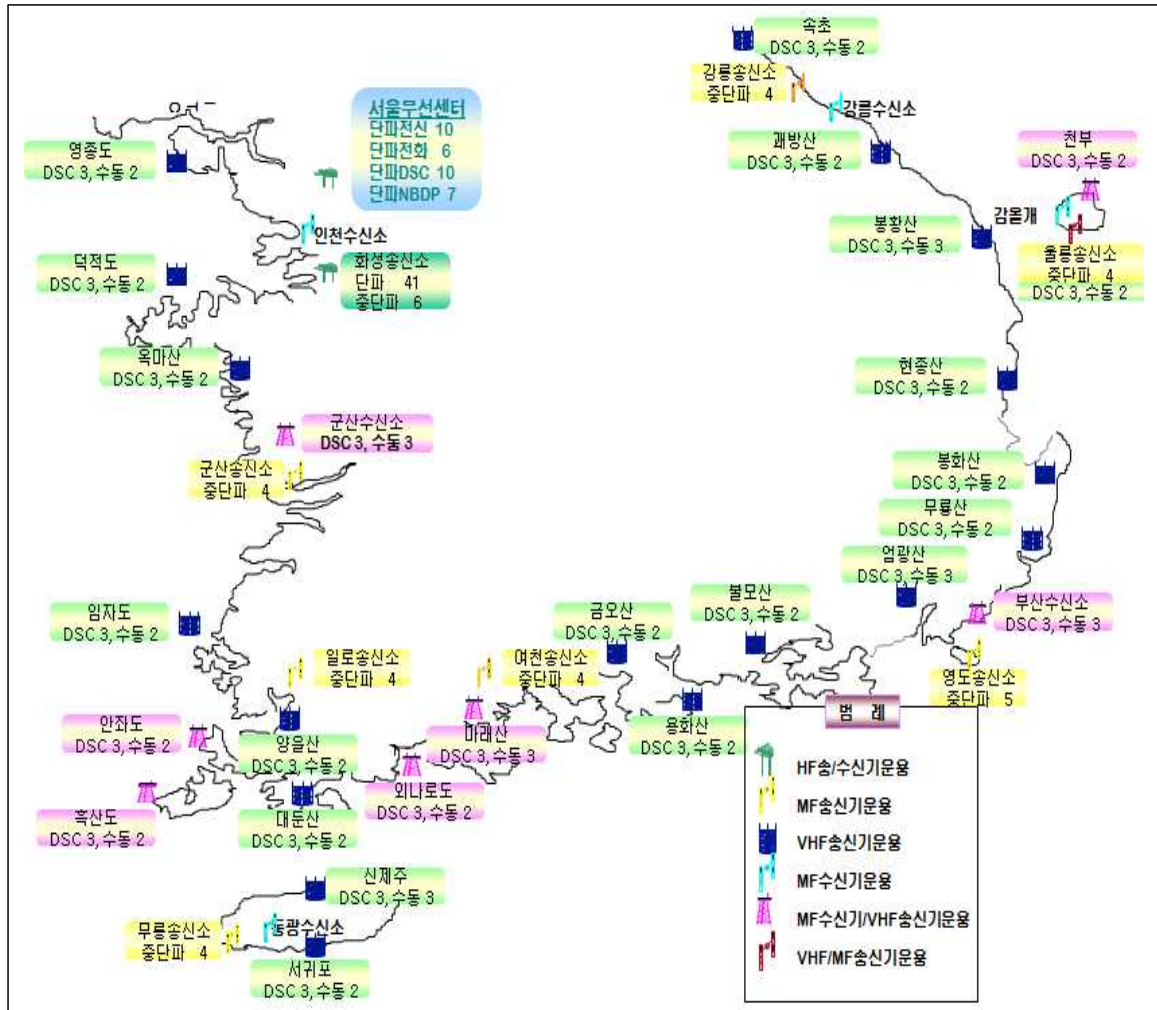 속초
DSC 3, 수동 2
강릉송신소
중단파 4
강릉수신소
괘방산
DSC 3, 수동 2
천부
DSC 3, 수동 2
봉황산
DSC 3, 수동 3
울릉송신소
중단파 4
DSC 3, 수동 2
현종산
DSC 3, 수동 2
서울무선센터
단파전신 10
단파전화 6
단파DSC 10
단파NBDP 7
영종도
DSC 3, 수동 2
인천수신소
덕적도
DSC 3, 수동 2
화성송신소
단파 41
중단파 6
옥마산
DSC 3, 수동 2
군산수신소
DSC 3, 수동 3
군산송신소
중단파 4
봉화산
DSC 3, 수동 2
무룡산
DSC 3, 수동 2
엄광산
DSC 3, 수동 3
부산수신소
DSC 3, 수동 3
영도송신소
중단파 5
불모산
DSC 3, 수동 2
금오산
DSC 3, 수동 2
용화산
DSC 3, 수동 2
임자도
DSC 3, 수동 2
일로송신소
중단파 4
여천송신소
중단파 4
안좌도
DSC 3, 수동 2
양을산
DSC 3, 수동 2
마래산
DSC 3, 수동 3
외나로도
DSC 3, 수동 2
흑산도
DSC 3, 수동 2
대둔산
DSC 3, 수동 2
신제주
DSC 3, 수동 3
무릉송신소
중단파 4
동광수신소
서귀포
DSC 3, 수동 2
범 례
HF송/수신기운용
MF송신기운용
VHF송신기운용
MF수신기운용
MF수신기/VHF송신기운용
VHF/MF송신기운용